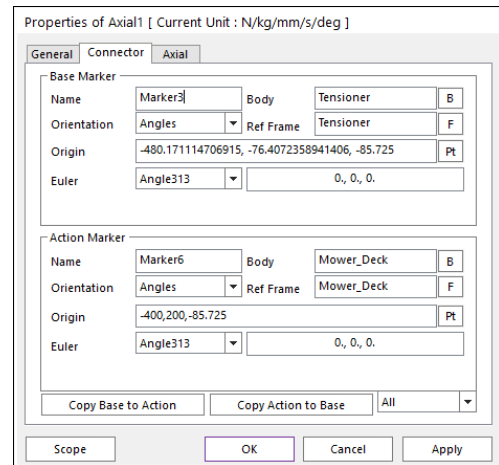 Properties of Axial1 [ Current Unit : N/kg/mm/s/deg ]
General Connector Axial
Base Marker
Name Marker3 Body Tensioner B
Orientation Angles Ref Frame Tensioner F
Origin -480.171114706915, -76.4072358941406, -85.725 Pt
Euler Angle313 0., 0., 0.
Action Marker
Name Marker6 Body Mower_Deck B
Orientation Angles Ref Frame Mower_Deck F
Origin -400,200,-85.725 Pt
Euler Angle313 0., 0., 0.
Copy Base to Action Copy Action to Base All
Scope OK Cancel Apply